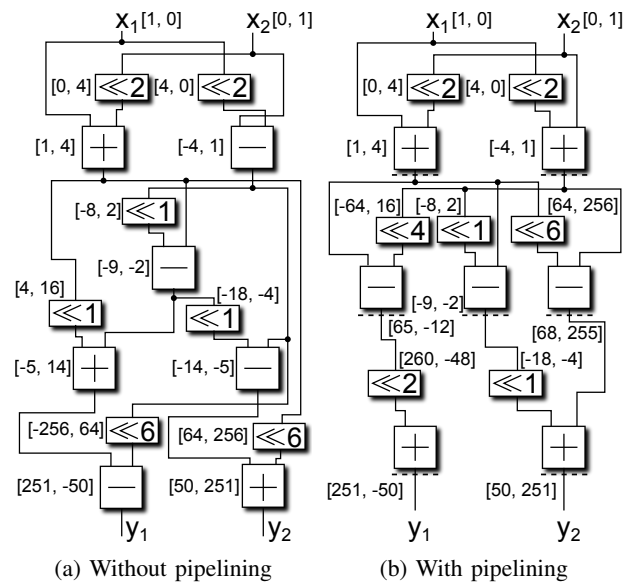 x1[1, 0] x2[0, 1]
[0, 4] ≪2 [4, 0] ≪2
[1, 4] + [-4, 1] −
[-8, 2] ≪1
[-9, -2] −
[4, 16] ≪1 [-18, -4] ≪1
[-5, 14] + [-14, -5] −
[-256, 64] ≪6 [64, 256] ≪6
[251, -50] − [50, 251] +
y1 y2
(a) Without pipelining
x1[1, 0] x2[0, 1]
[0, 4] ≪2 [4, 0] ≪2
[1, 4] + [-4, 1] +
[-64, 16] ≪4 [-8, 2] ≪1 [64, 256] ≪6
− − −
[-9, -2]
[65, -12] [68, 255]
[260, -48] [-18, -4]
≪2 ≪1
+ +
[251, -50] [50, 251]
y1 y2
(b) With pipelining